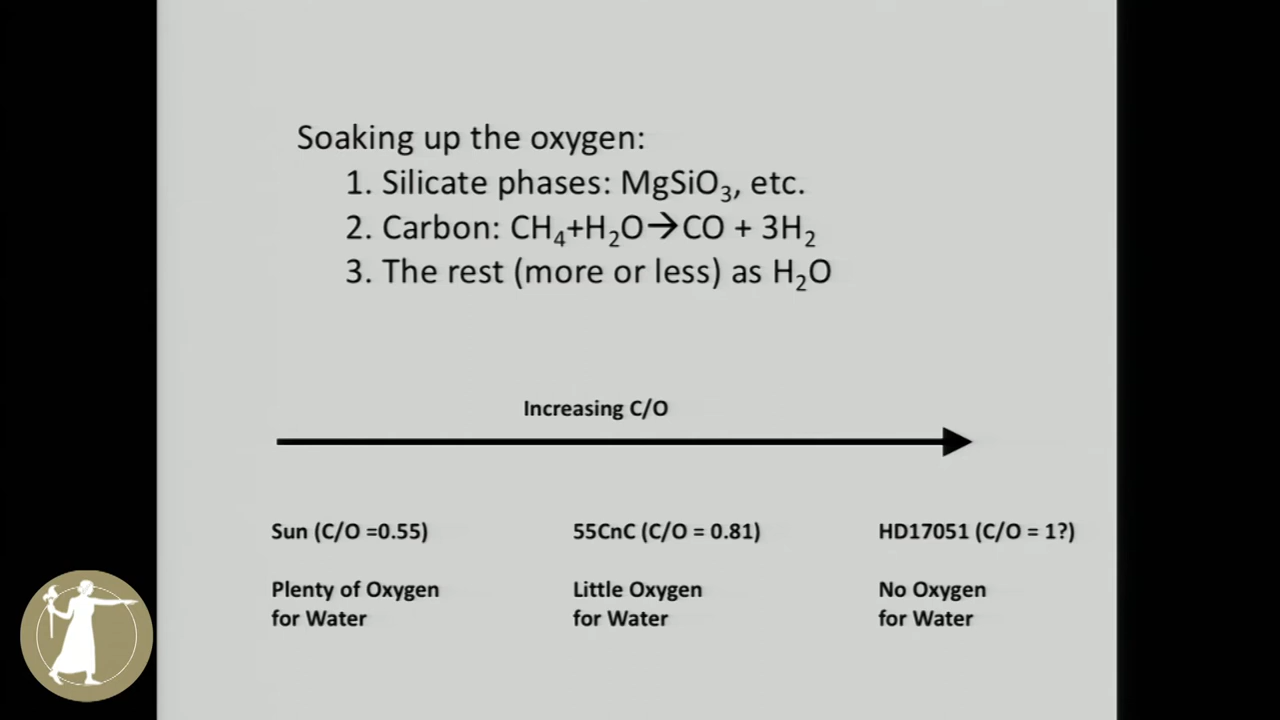 Soaking up the oxygen:
1. Silicate phases: MgSiO₃, etc.
2. Carbon: CH₄+H₂O→CO + 3H₂
3. The rest (more or less) as H₂O
Increasing C/O
Sun (C/O =0.55)
55CnC (C/O = 0.81)
HD17051 (C/O = 1?)
Plenty of Oxygen
for Water
Little Oxygen
for Water
No Oxygen
for Water